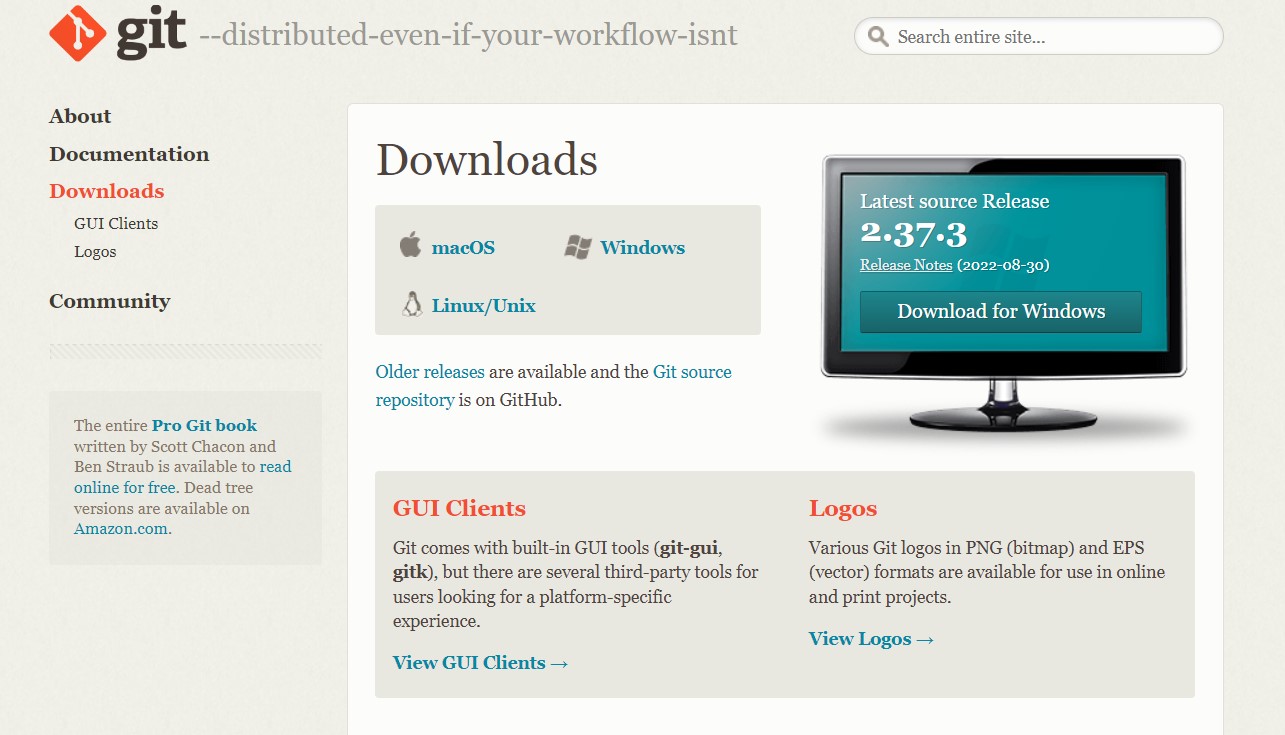 git --distributed-even-if-your-workflow-isnt
Search entire site...
About
Documentation
Downloads
GUI Clients
Logos
Community
The entire Pro Git book
written by Scott Chacon and
Ben Straub is available to read
online for free. Dead tree
versions are available on
Amazon.com.
Downloads
macOS
Windows
Linux/Unix
Older releases are available and the Git source
repository is on GitHub.
Latest source Release
2.37.3
Release Notes (2022-08-30)
Download for Windows
GUI Clients
Git comes with built-in GUI tools (git-gui,
gitk), but there are several third-party tools for
users looking for a platform-specific
experience.
View GUI Clients →
Logos
Various Git logos in PNG (bitmap) and EPS
(vector) formats are available for use in online
and print projects.
View Logos →